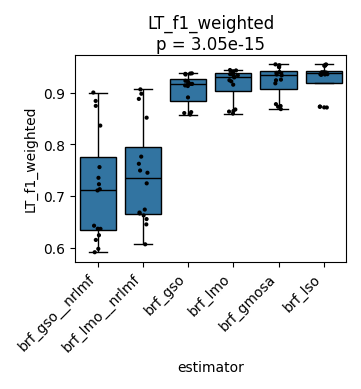 LT_f1_weighted
p = 3.05e-15
LT_f1_weighted
0.9
0.8
0.7
0.6
brf_gso__nrlmf
brf_lmo__nrlmf
brf_gso
brf_lmo
brf_gmosa
brf_lso
estimator